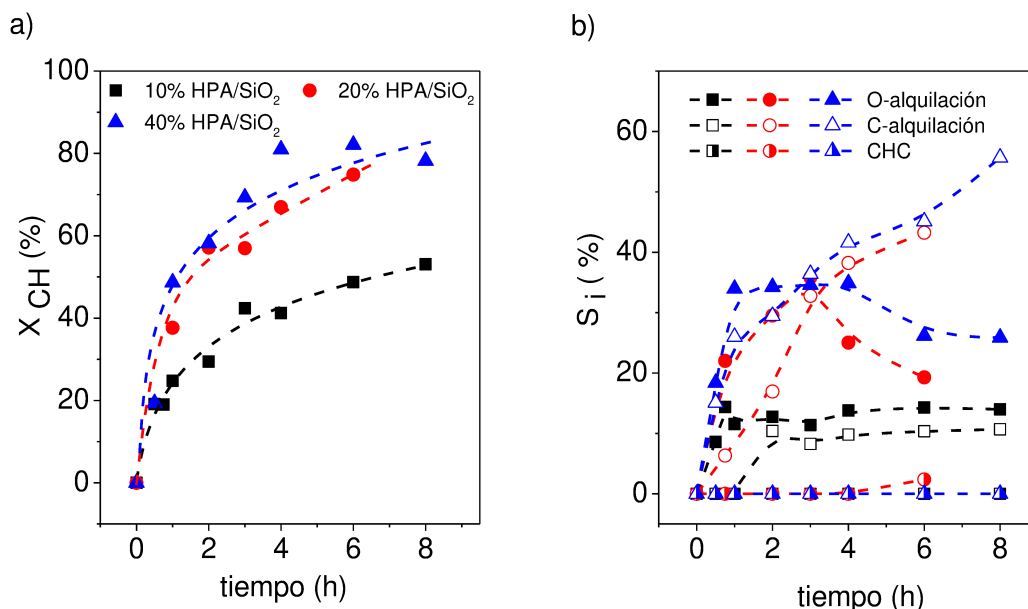 a)
100
80
60
40
20
0
X CH (%)
10% HPA/SiO₂
20% HPA/SiO₂
40% HPA/SiO₂
0 2 4 6 8
tiempo (h)
b)
60
40
20
0
S i ( %)
O-alquilación
C-alquilación
CHC
0 2 4 6 8
tiempo (h)